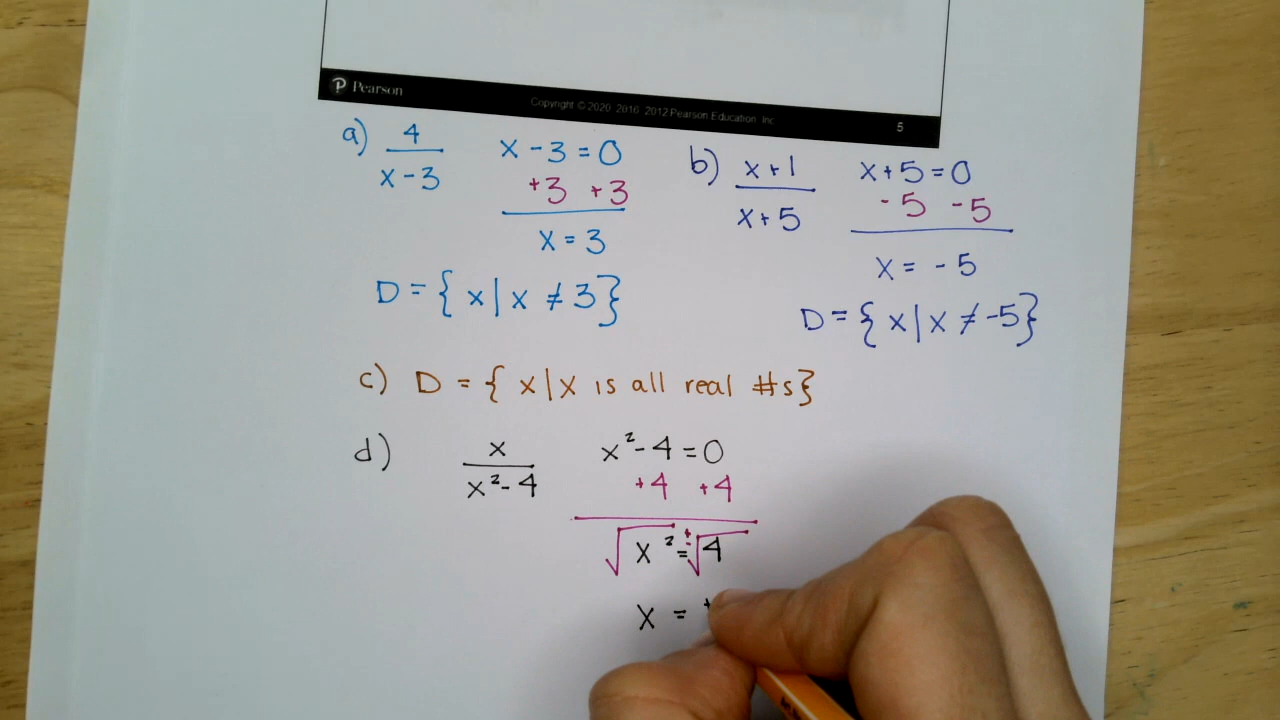 Pearson
Copyright © 2020 2016 2012 Pearson Education Inc
5
a) 4 / x - 3
x - 3 = 0
+3 +3
x = 3
D = { x | x ≠ 3 }
b) x + 1 / x + 5
x + 5 = 0
- 5 - 5
x = - 5
D = { x | x ≠ -5 }
c) D = { x | x is all real #s }
d) x / x² - 4
x² - 4 = 0
+4 +4
√x² = ±√4
x = +